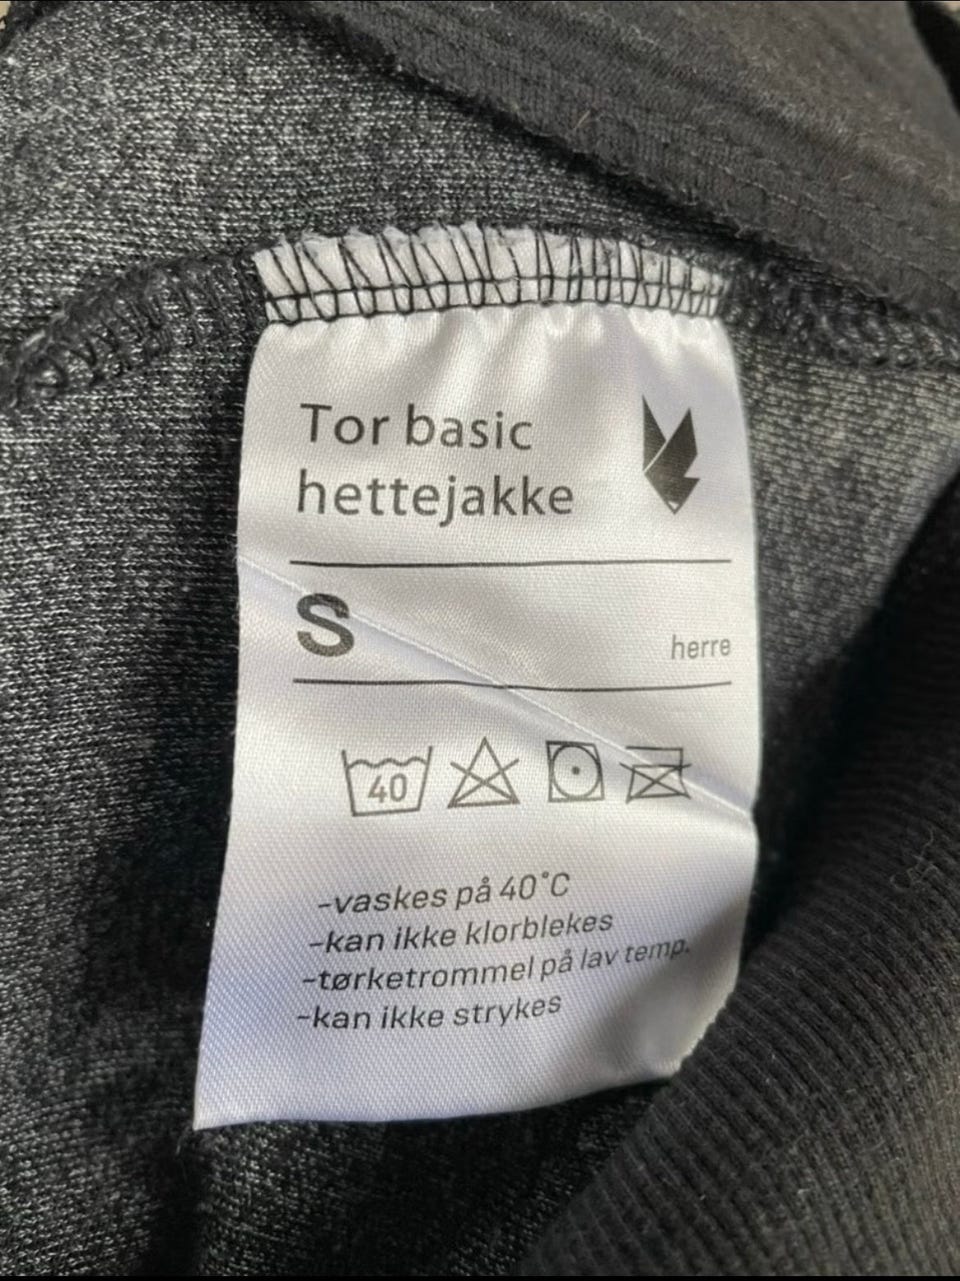 Tor basic
hettejakke
S
herre
40
-vaskes på 40°C
-kan ikke klorblekes
-tørketrommel på lav temp.
-kan ikke strykes